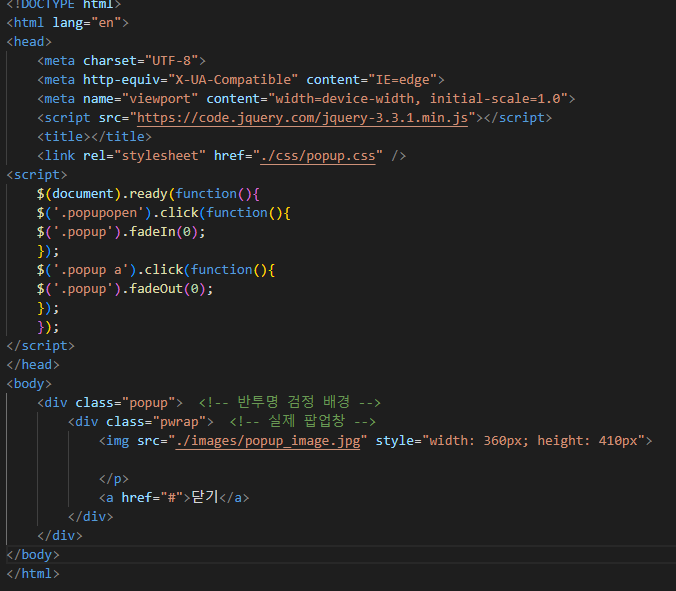 <!DOCTYPE html>
<html lang="en">
<head>
    <meta charset="UTF-8">
    <meta http-equiv="X-UA-Compatible" content="IE=edge">
    <meta name="viewport" content="width=device-width, initial-scale=1.0">
    <script src="https://code.jquery.com/jquery-3.3.1.min.js"></script>
    <title></title>
    <link rel="stylesheet" href="./css/popup.css" />
<script>
    $(document).ready(function(){
    $('.popupopen').click(function(){
    $('.popup').fadeIn(0);
    });
    $('.popup a').click(function(){
    $('.popup').fadeOut(0);
    });
    });
</script>
</head>
<body>
    <div class="popup">  <!-- 반투명 검정 배경 -->
        <div class="pwrap">  <!-- 실제 팝업창 -->
            <img src="./images/popup_image.jpg" style="width: 360px; height: 410px">
            </p>
            <a href="#">닫기</a>
        </div>
    </div>
</body>
</html>